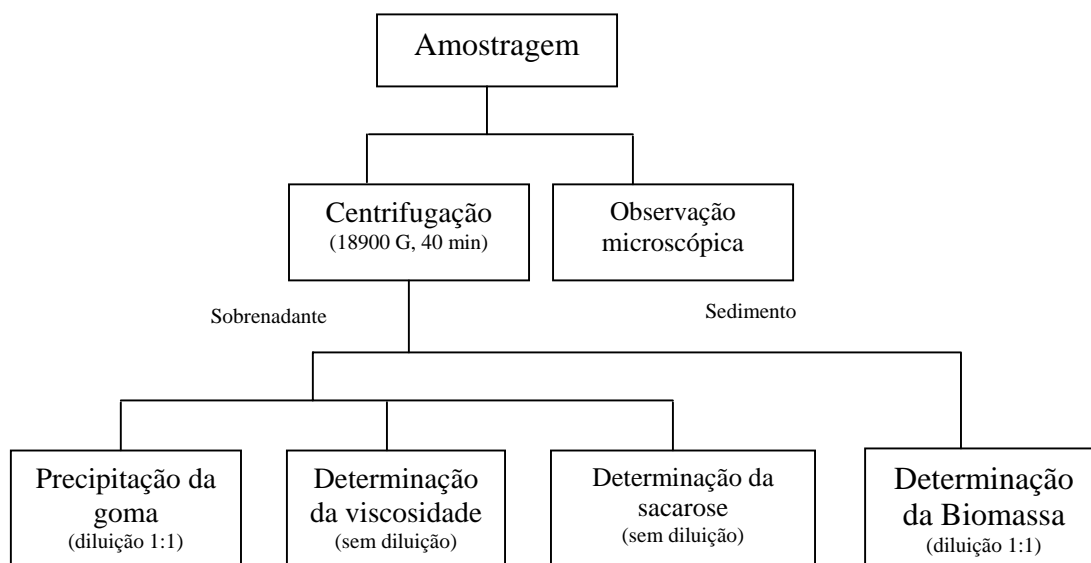 Amostragem
Centrifugação
(18900 G, 40 min)
Observação
microscópica
Sobrenadante
Sedimento
Precipitação da
goma
(diluição 1:1)
Determinação
da viscosidade
(sem diluição)
Determinação da
sacarose
(sem diluição)
Determinação
da Biomassa
(diluição 1:1)